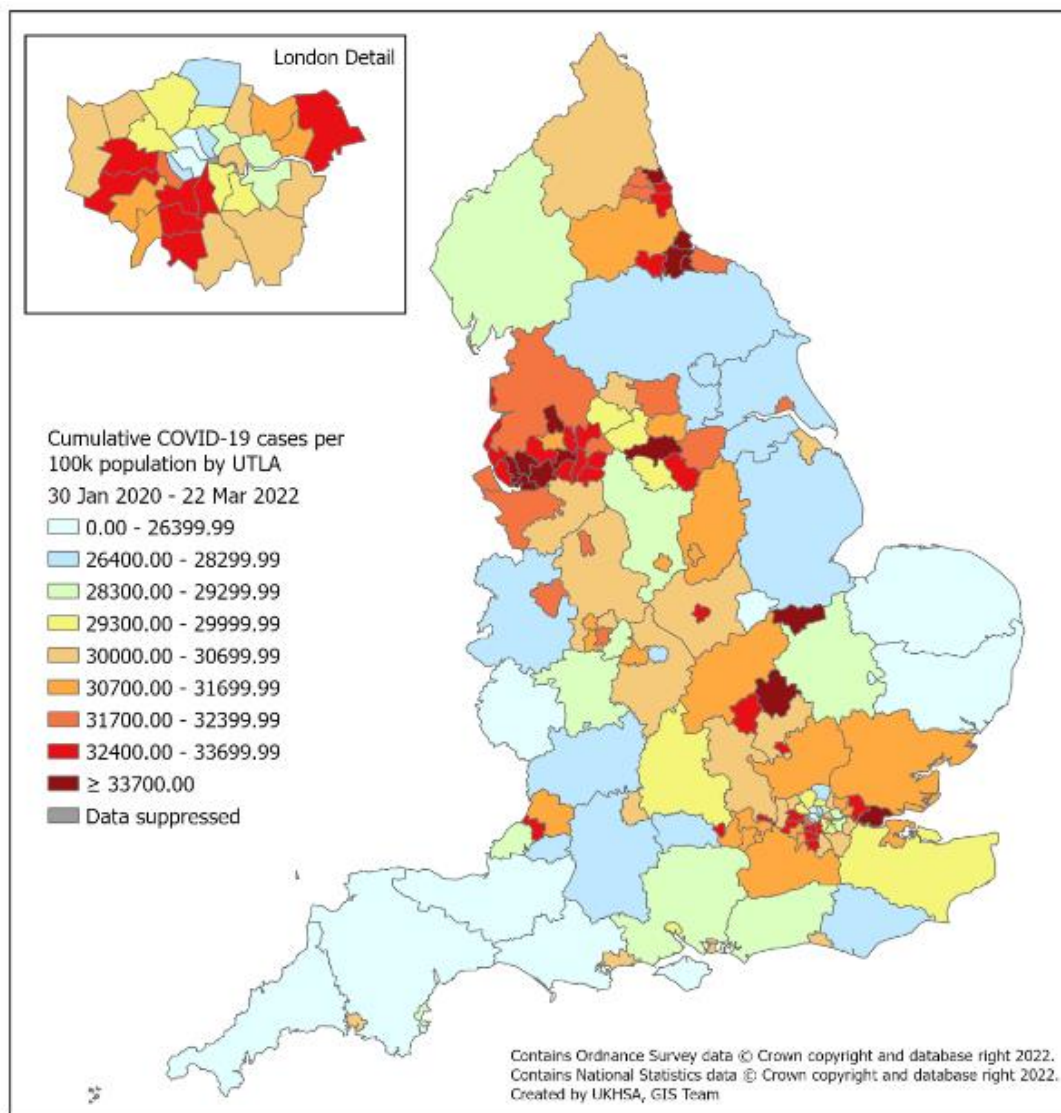 London Detail
Cumulative COVID-19 cases per
100k population by UTLA
30 Jan 2020 - 22 Mar 2022
0.00 - 26399.99
26400.00 - 28299.99
28300.00 - 29299.99
29300.00 - 29999.99
30000.00 - 30699.99
30700.00 - 31699.99
31700.00 - 32399.99
32400.00 - 33699.99
≥ 33700.00
Data suppressed
Contains Ordnance Survey data © Crown copyright and database right 2022.
Contains National Statistics data © Crown copyright and database right 2022.
Created by UKHSA, GIS Team